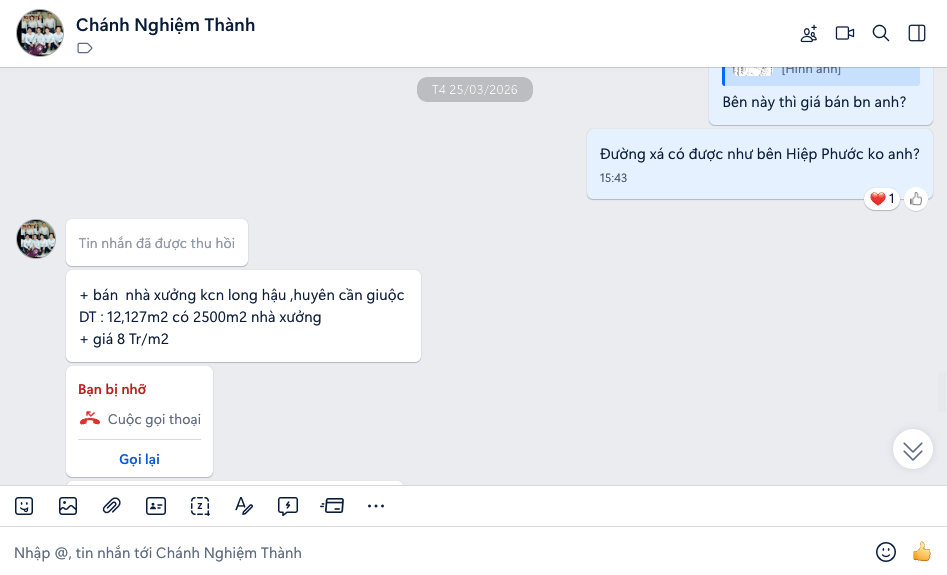 Chánh Nghiệm Thành
T4 25/03/2026
[Hình ảnh]
Bên này thì giá bán bn anh?
Đường xá có được như bên Hiệp Phước ko anh?
15:43
1
Tin nhắn đã được thu hồi
+ bán nhà xưởng kcn long hậu ,huyên cần giuộc
DT : 12,127m2 có 2500m2 nhà xưởng
+ giá 8 Tr/m2
Bạn bị nhỡ
Cuộc gọi thoại
Gọi lại
Nhập @, tin nhắn tới Chánh Nghiệm Thành